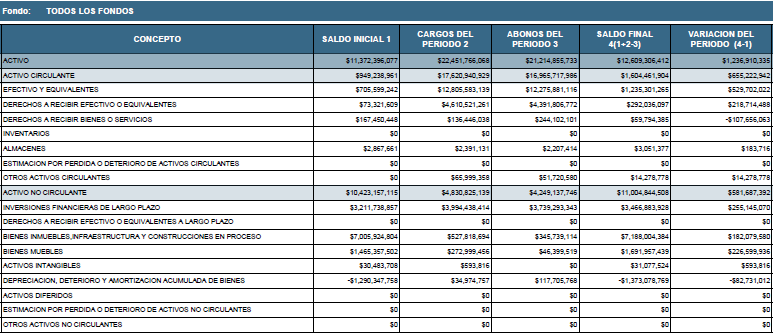 Fondo: TODOS LOS FONDOS
CONCEPTO SALDO INICIAL 1 CARGOS DEL PERIODO 2 ABONOS DEL PERIODO 3 SALDO FINAL 4(1+2-3) VARIACION DEL PERIODO (4-1)
ACTIVO $11,372,396,077 $22,451,766,068 $21,214,855,733 $12,609,306,412 $1,236,910,335
ACTIVO CIRCULANTE $949,238,961 $17,620,940,929 $16,965,717,986 $1,604,461,904 $655,222,942
EFECTIVO Y EQUIVALENTES $705,599,242 $12,805,583,139 $12,275,881,116 $1,235,301,265 $529,702,022
DERECHOS A RECIBIR EFECTIVO O EQUIVALENTES $73,321,609 $4,610,521,261 $4,391,806,772 $292,036,097 $218,714,488
DERECHOS A RECIBIR BIENES O SERVICIOS $167,450,448 $136,446,038 $244,102,101 $59,794,385 -$107,656,063
INVENTARIOS $0 $0 $0 $0 $0
ALMACENES $2,867,661 $2,391,131 $2,207,414 $3,051,377 $183,716
ESTIMACION POR PERDIDA O DETERIORO DE ACTIVOS CIRCULANTES $0 $0 $0 $0 $0
OTROS ACTIVOS CIRCULANTES $0 $65,999,358 $51,720,580 $14,278,778 $14,278,778
ACTIVO NO CIRCULANTE $10,423,157,115 $4,830,825,139 $4,249,137,746 $11,004,844,508 $581,687,392
INVERSIONES FINANCIERAS DE LARGO PLAZO $3,211,738,857 $3,994,438,414 $3,739,293,343 $3,466,883,928 $255,145,070
DERECHOS A RECIBIR EFECTIVO O EQUIVALENTES A LARGO PLAZO $0 $0 $0 $0 $0
BIENES INMUEBLES,INFRAESTRUCTURA Y CONSTRUCCIONES EN PROCESO $7,005,924,804 $527,818,694 $345,739,114 $7,188,004,384 $182,079,580
BIENES MUEBLES $1,465,357,502 $272,999,456 $46,399,519 $1,691,957,439 $226,599,936
ACTIVOS INTANGIBLES $30,483,708 $593,816 $0 $31,077,524 $593,816
DEPRECIACION, DETERIORO Y AMORTIZACION ACUMULADA DE BIENES -$1,290,347,758 $34,974,757 $117,705,768 -$1,373,078,769 -$82,731,012
ACTIVOS DIFERIDOS $0 $0 $0 $0 $0
ESTIMACION POR PERDIDA O DETERIORO DE ACTIVOS NO CIRCULANTES $0 $0 $0 $0 $0
OTROS ACTIVOS NO CIRCULANTES $0 $0 $0 $0 $0